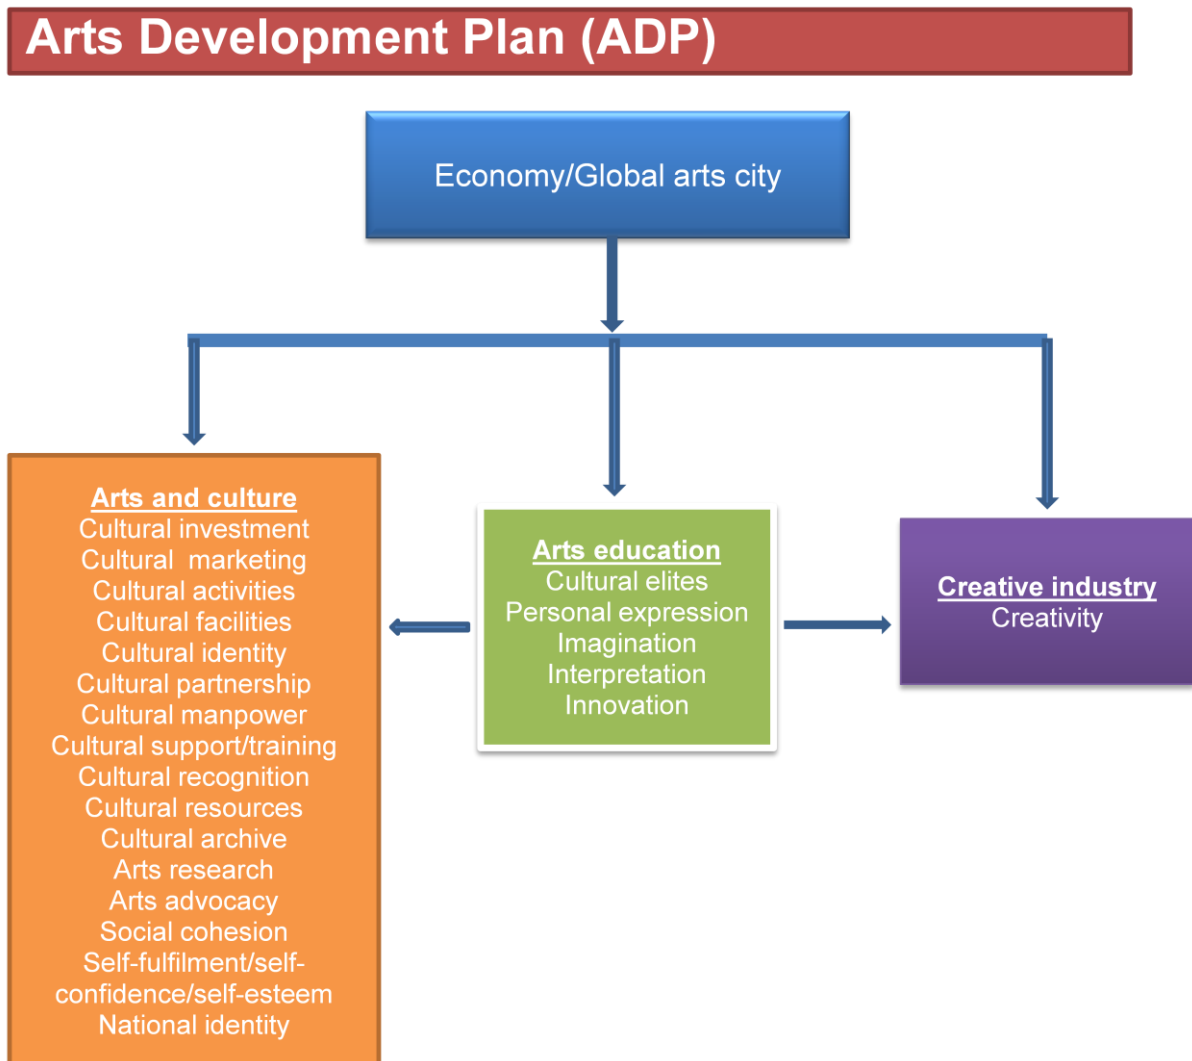 Arts Development Plan (ADP)
Economy/Global arts city
Arts and culture
Cultural investment
Cultural  marketing
Cultural activities
Cultural facilities
Cultural identity
Cultural partnership
Cultural manpower
Cultural support/training
Cultural recognition
Cultural resources
Cultural archive
Arts research
Arts advocacy
Social cohesion
Self-fulfilment/self-
confidence/self-esteem
National identity
Arts education
Cultural elites
Personal expression
Imagination
Interpretation
Innovation
Creative industry
Creativity